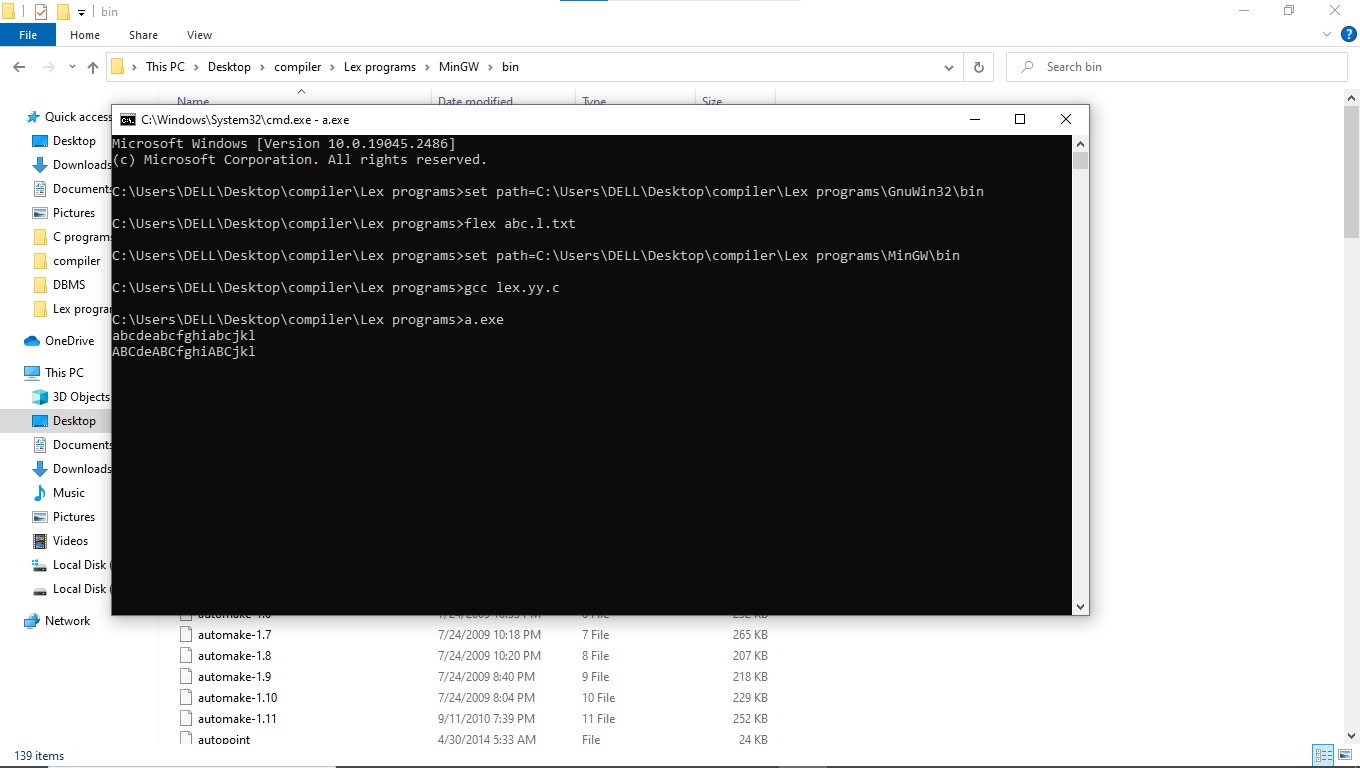 bin
File Home Share View
This PC > Desktop > compiler > Lex programs > MinGW > bin
Search bin
Name Date modified Type Size
Quick access
Desktop
Downloads
Documents
Pictures
C programs
compiler
DBMS
Lex program
OneDrive
This PC
3D Objects
Desktop
Documents
Downloads
Music
Pictures
Videos
Local Disk (
Local Disk (
Network
C:\Windows\System32\cmd.exe - a.exe
Microsoft Windows [Version 10.0.19045.2486]
(c) Microsoft Corporation. All rights reserved.
C:\Users\DELL\Desktop\compiler\Lex programs>set path=C:\Users\DELL\Desktop\compiler\Lex programs\GnuWin32\bin
C:\Users\DELL\Desktop\compiler\Lex programs>flex abc.l.txt
C:\Users\DELL\Desktop\compiler\Lex programs>set path=C:\Users\DELL\Desktop\compiler\Lex programs\MinGW\bin
C:\Users\DELL\Desktop\compiler\Lex programs>gcc lex.yy.c
C:\Users\DELL\Desktop\compiler\Lex programs>a.exe
abcdeabcfghiabcjkl
ABCdeABCfghiABCjkl
automake-1.7 7/24/2009 10:18 PM 7 File 265 KB
automake-1.8 7/24/2009 10:20 PM 8 File 207 KB
automake-1.9 7/24/2009 8:40 PM 9 File 218 KB
automake-1.10 7/24/2009 8:04 PM 10 File 229 KB
automake-1.11 9/11/2010 7:39 PM 11 File 252 KB
autopoint 4/30/2014 5:33 AM File 24 KB
139 items